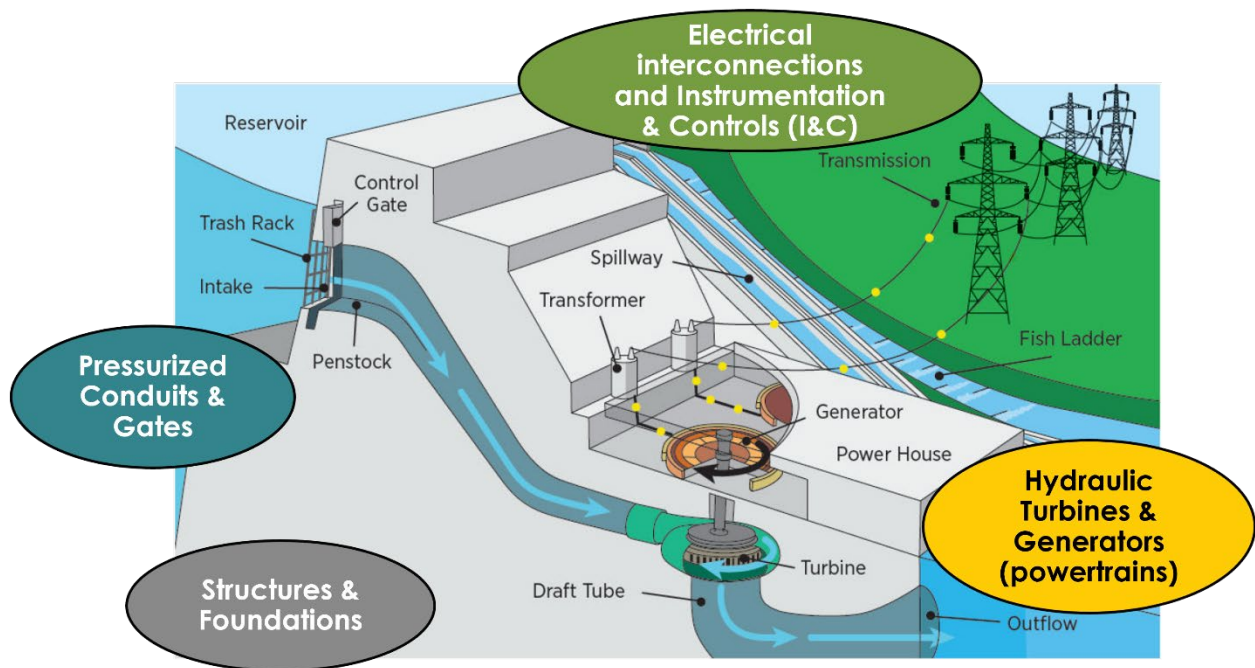 Electrical
interconnections
and Instrumentation
& Controls (I&C)
Reservoir
Control
Gate
Trash Rack
Intake
Penstock
Transmission
Spillway
Transformer
Fish Ladder
Pressurized
Conduits &
Gates
Generator
Power House
Hydraulic
Turbines &
Generators
(powertrains)
Structures &
Foundations
Turbine
Draft Tube
Outflow